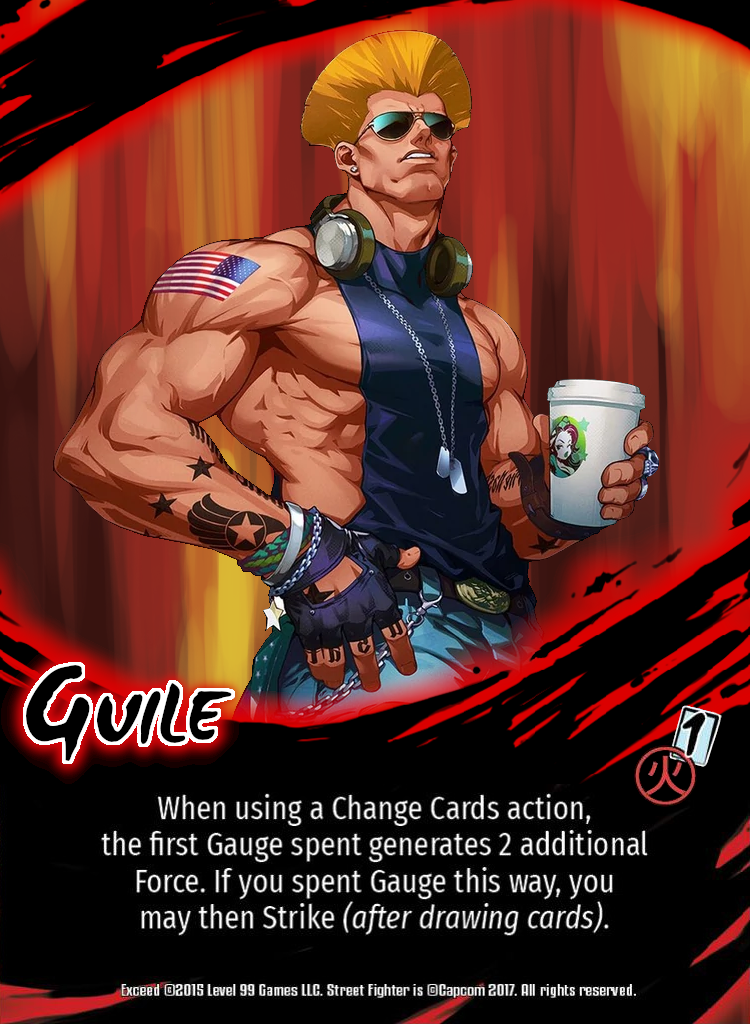 GUILE
1
火
When using a Change Cards action,
the first Gauge spent generates 2 additional
Force. If you spent Gauge this way, you
may then Strike (after drawing cards).
Exceed ©2015 Level 99 Games LLC. Street Fighter is ©Capcom 2017. All rights reserved.